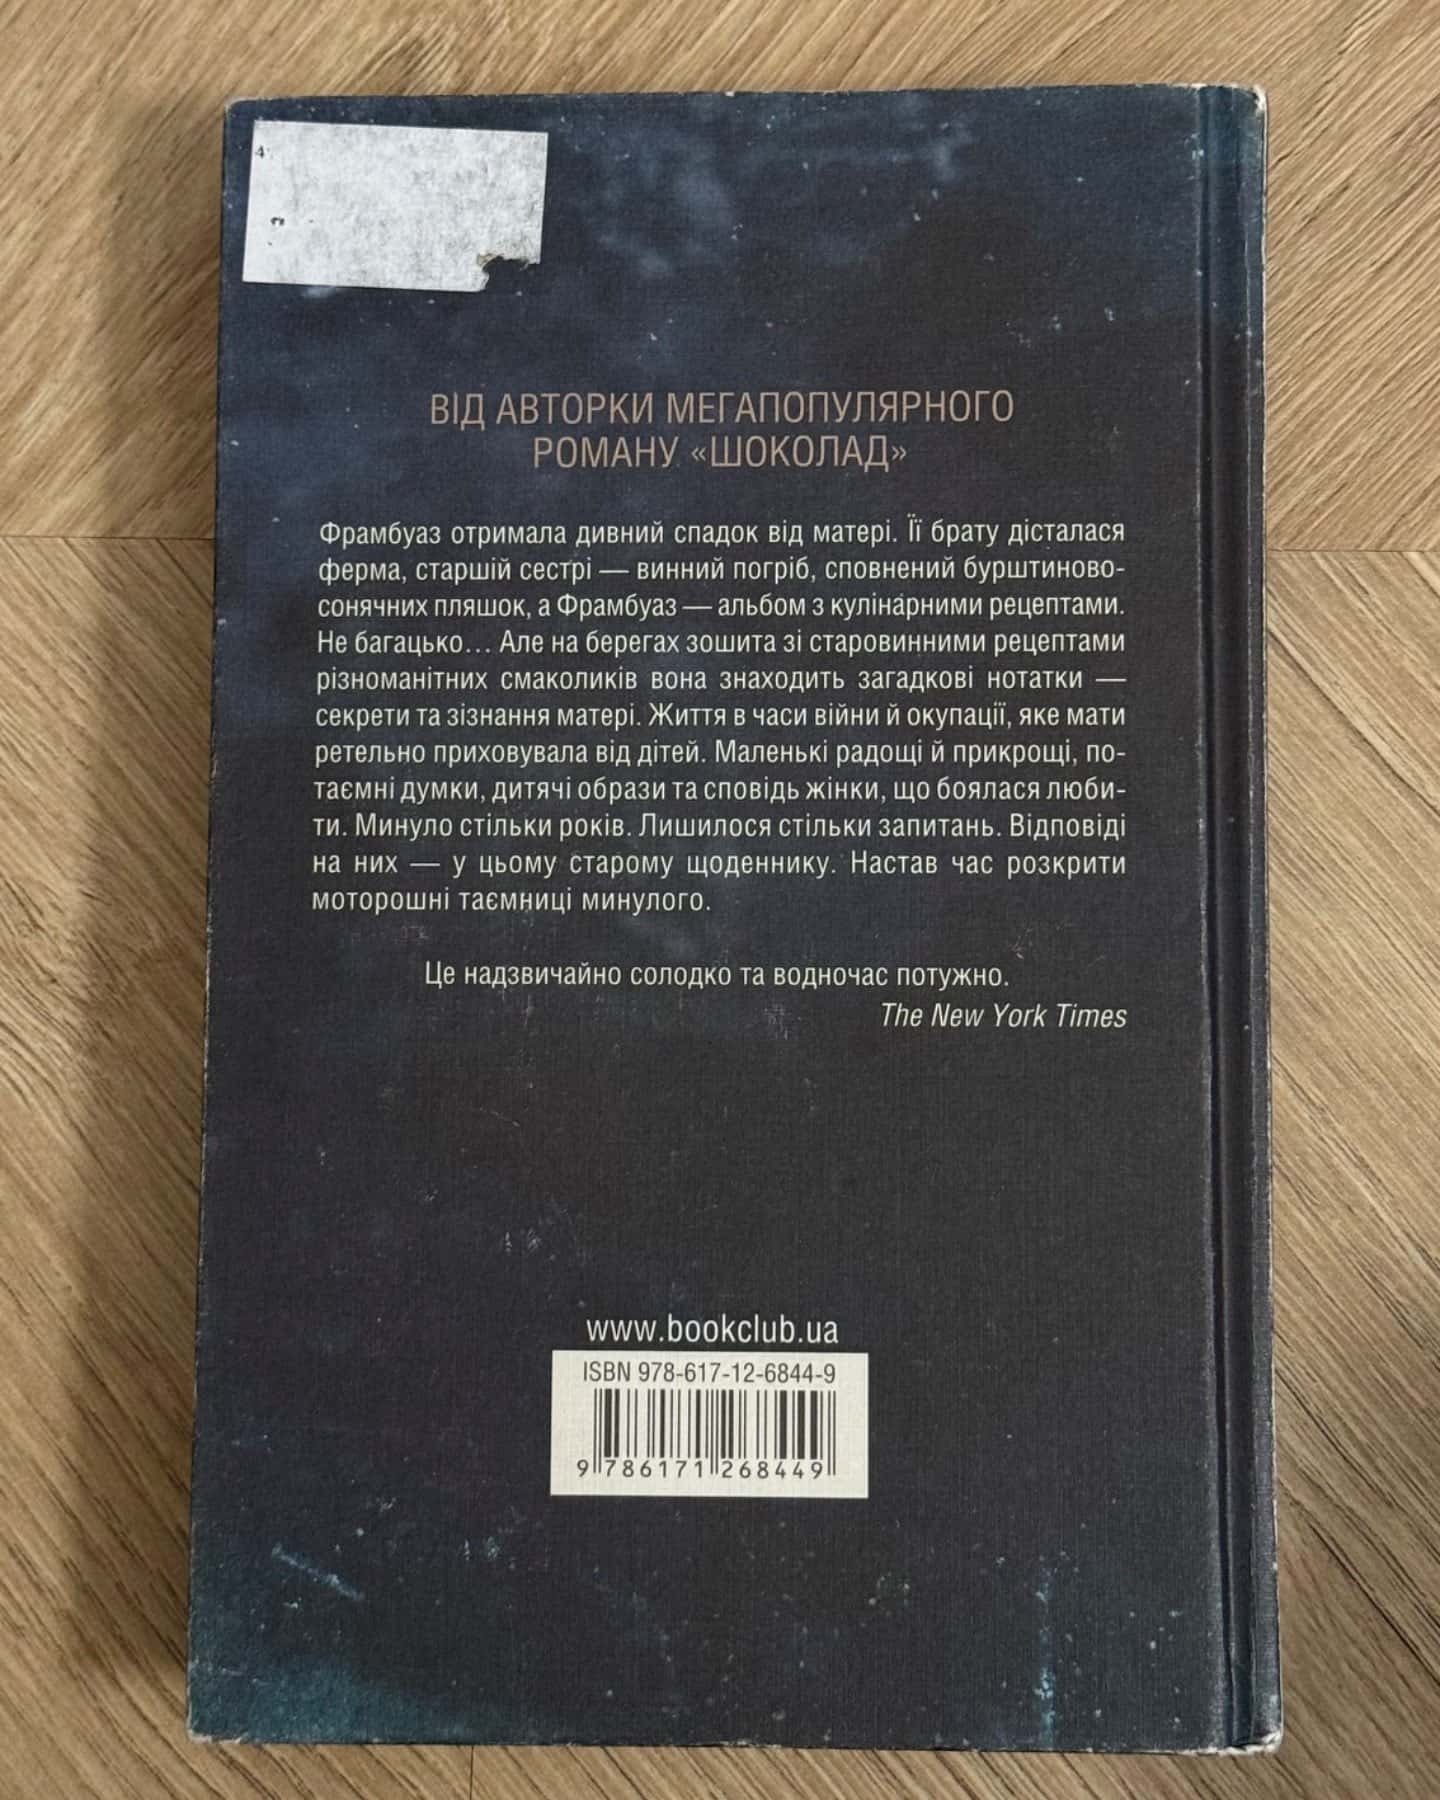 ВІД АВТОРКИ МЕГАПОПУЛЯРНОГО
РОМАНУ «ШОКОЛАД»
Фрамбуаз отримала дивний спадок від матері. Її брату дісталася
ферма, старшій сестрі — винний погріб, сповнений бурштиново-
сонячних пляшок, а Фрамбуаз — альбом з кулінарними рецептами.
Не багацько… Але на берегах зошита зі старовинними рецептами
різноманітних смаколиків вона знаходить загадкові нотатки —
секрети та зізнання матері. Життя в часи війни й окупації, яке мати
ретельно приховувала від дітей. Маленькі радощі й прикрощі, по-
таємні думки, дитячі образи та сповідь жінки, що боялася люби-
ти. Минуло стільки років. Лишилося стільки запитань. Відповіді
на них — у цьому старому щоденнику. Настав час розкрити
моторошні таємниці минулого.
Це надзвичайно солодко та водночас потужно.
The New York Times
www.bookclub.ua
ISBN 978-617-12-6844-9
9 786171 268449